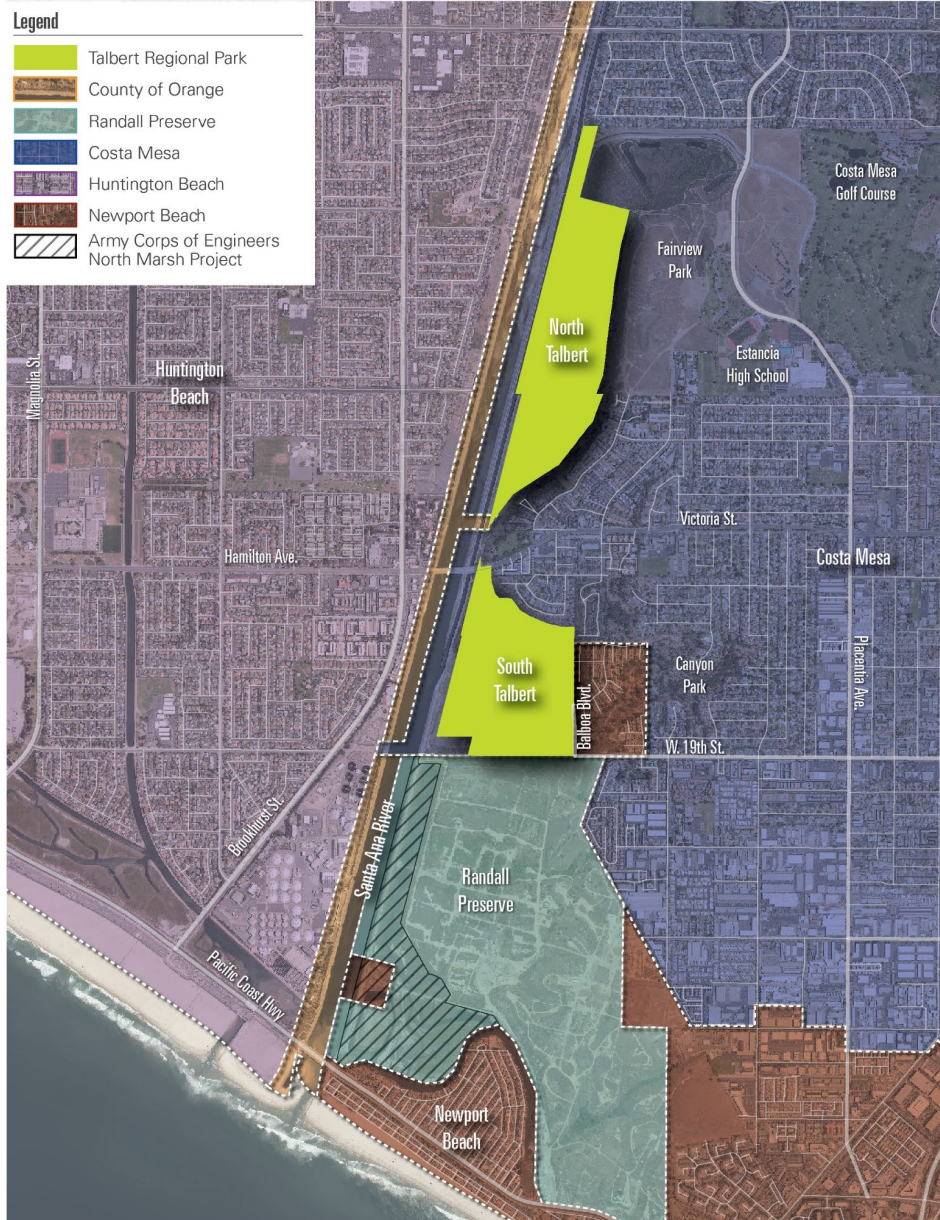 Legend
Talbert Regional Park
County of Orange
Randall Preserve
Costa Mesa
Huntington Beach
Newport Beach
Army Corps of Engineers
North Marsh Project
Costa Mesa
Golf Course
Fairview
Park
North
Talbert
Estancia
High School
Magnolia St.
Huntington
Beach
Victoria St.
Hamilton Ave.
Costa Mesa
South
Talbert
Balboa Blvd.
Canyon
Park
Placentia Ave.
W. 19th St.
Brookhurst St.
Santa Ana River
Randall
Preserve
Pacific Coast Hwy
Newport
Beach